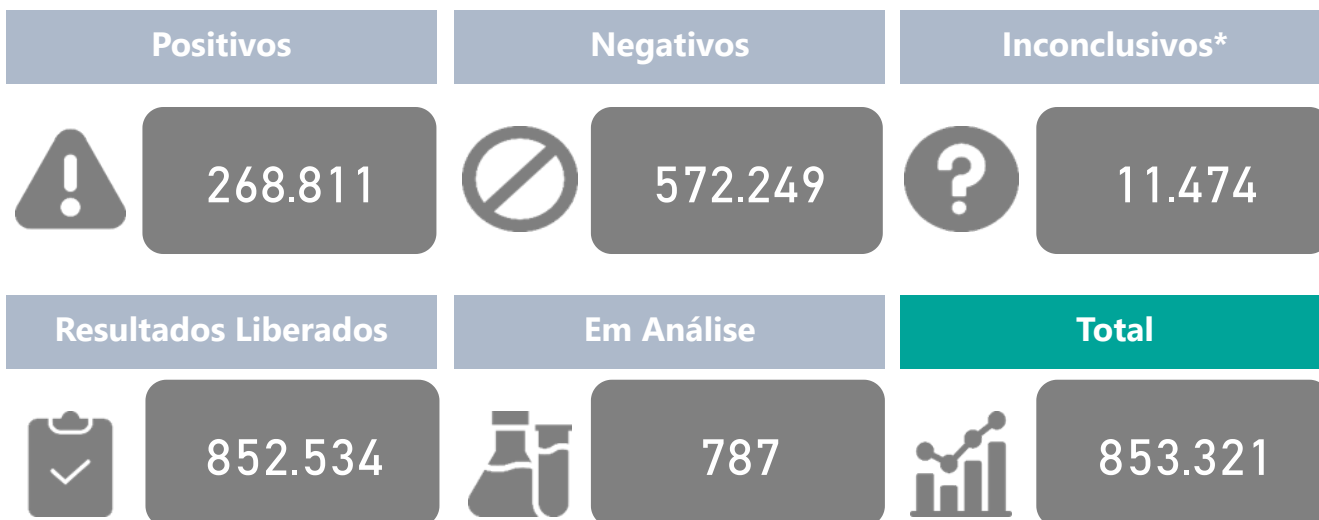 Positivos
Negativos
Inconclusivos*
268.811
572.249
11.474
Resultados Liberados
Em Análise
Total
852.534
787
853.321